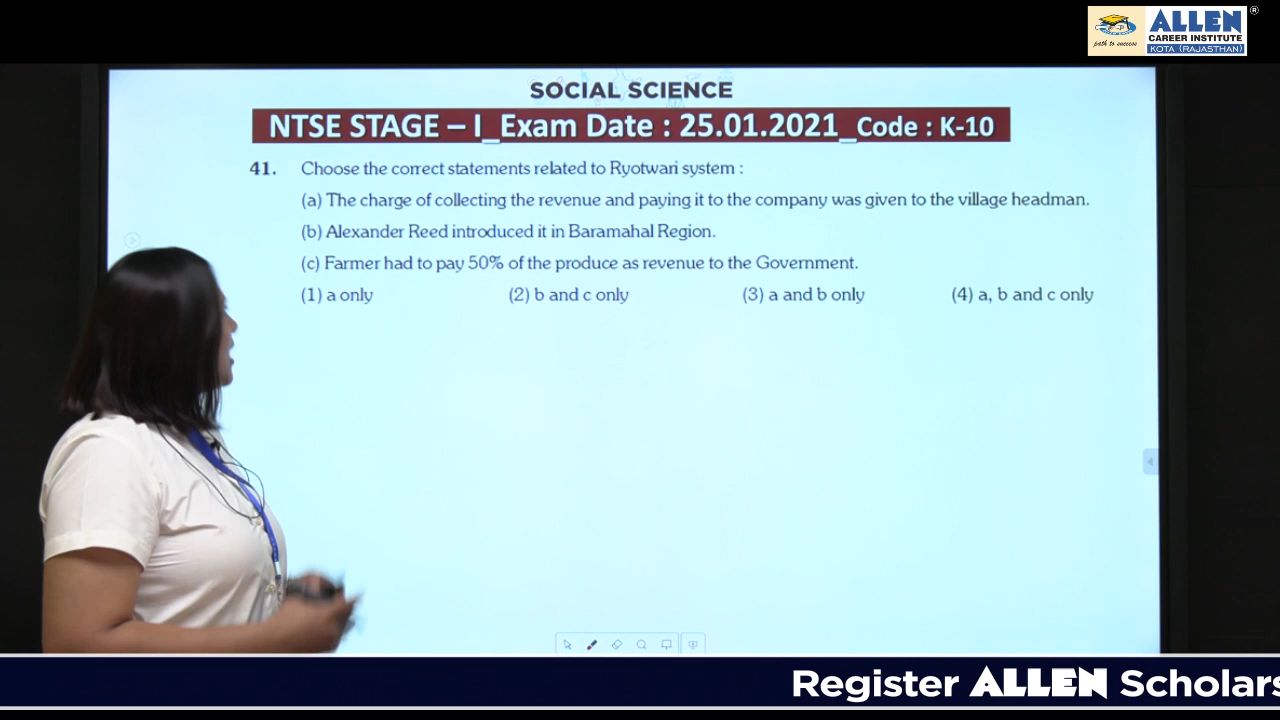 ALLEN
®
CAREER INSTITUTE
path to success
KOTA (RAJASTHAN)
SOCIAL SCIENCE
NTSE STAGE – I_Exam Date : 25.01.2021_Code : K-10
41. Choose the correct statements related to Ryotwari system :
(a) The charge of collecting the revenue and paying it to the company was given to the village headman.
(b) Alexander Reed introduced it in Baramahal Region.
(c) Farmer had to pay 50% of the produce as revenue to the Government.
(1) a only (2) b and c only (3) a and b only (4) a, b and c only
Register ALLEN Scholars